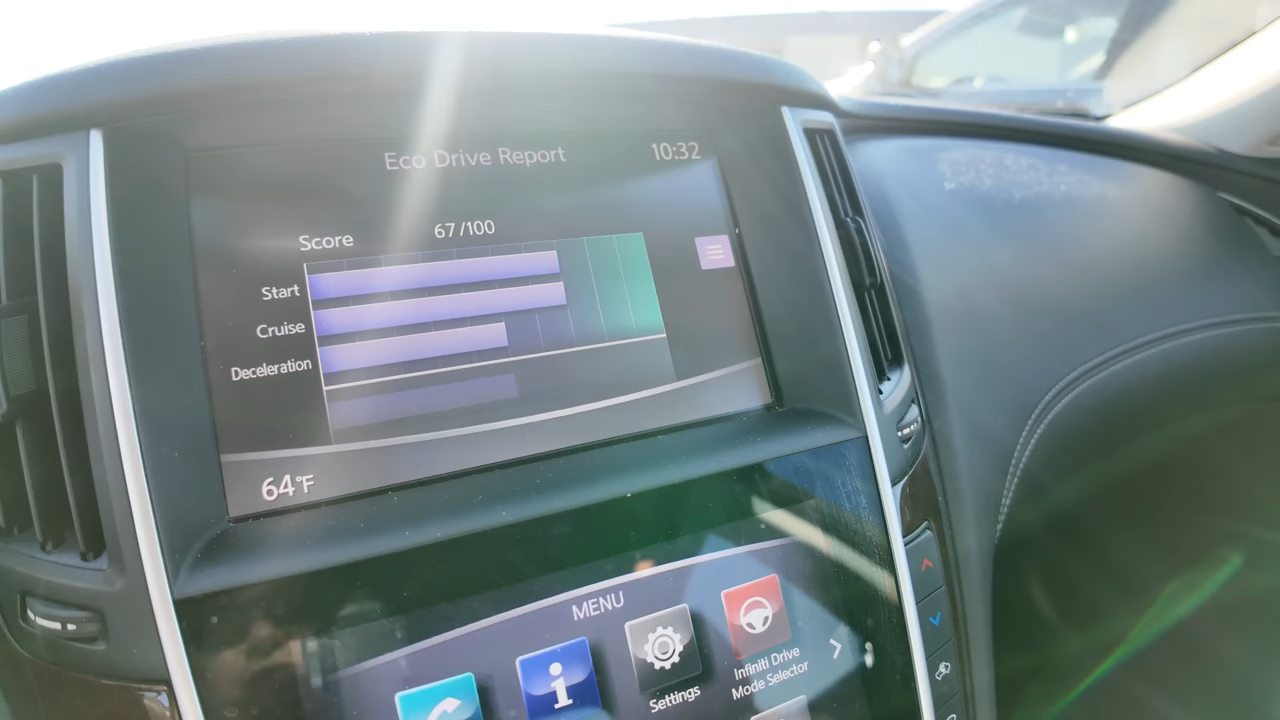 Eco Drive Report
10:32
Score 67/100
Start
Cruise
Deceleration
64°F
MENU
Settings
Infiniti Drive
Mode Selector